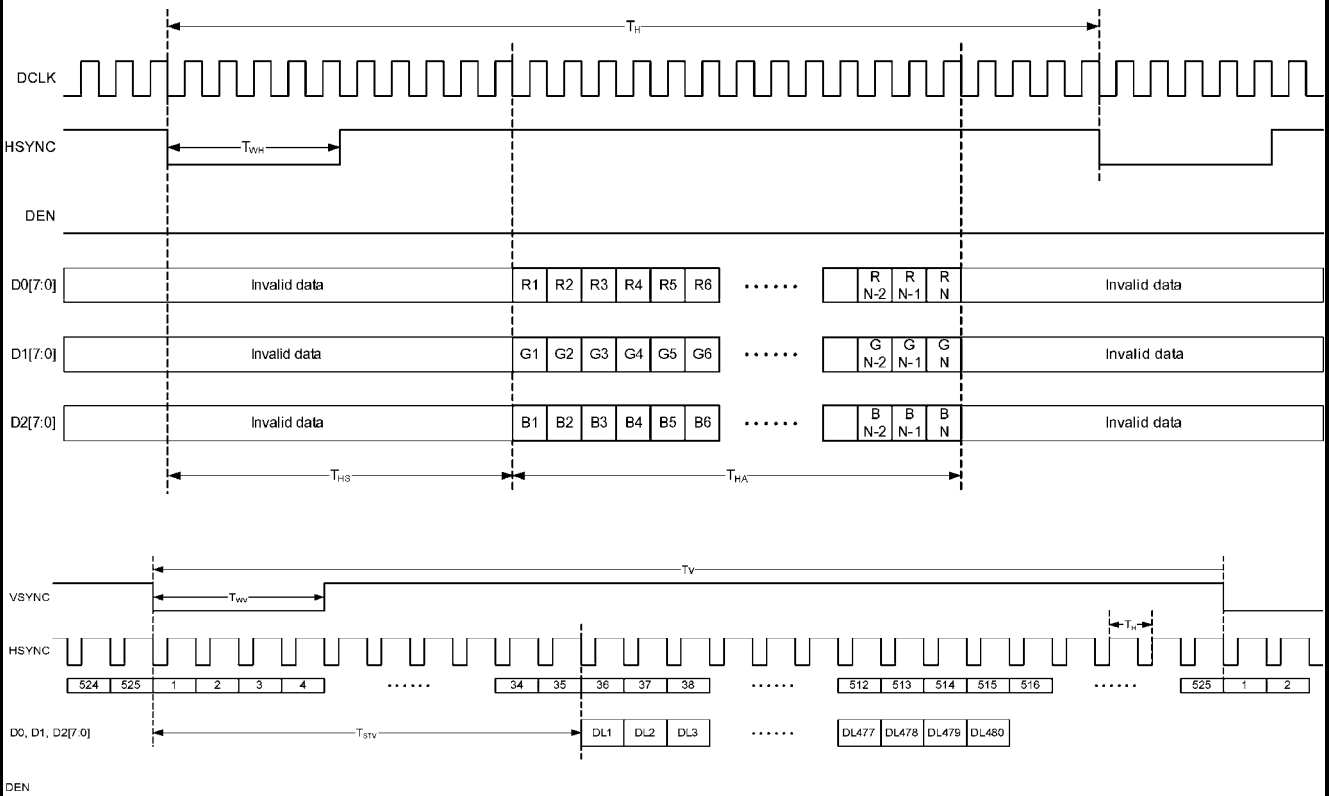 TH
DCLK
HSYNC
TWH
DEN
D0[7:0] Invalid data R1 R2 R3 R4 R5 R6 ...... R N-2 R N-1 R N Invalid data
D1[7:0] Invalid data G1 G2 G3 G4 G5 G6 ...... G N-2 G N-1 G N Invalid data
D2[7:0] Invalid data B1 B2 B3 B4 B5 B6 ...... B N-2 B N-1 B N Invalid data
THS THA
TV
VSYNC
TWV
TH
HSYNC
524 525 1 2 3 4 ...... 34 35 36 37 38 ...... 512 513 514 515 516 ...... 525 1 2
D0, D1, D2[7:0] TSTV DL1 DL2 DL3 ...... DL477 DL478 DL479 DL480
DEN